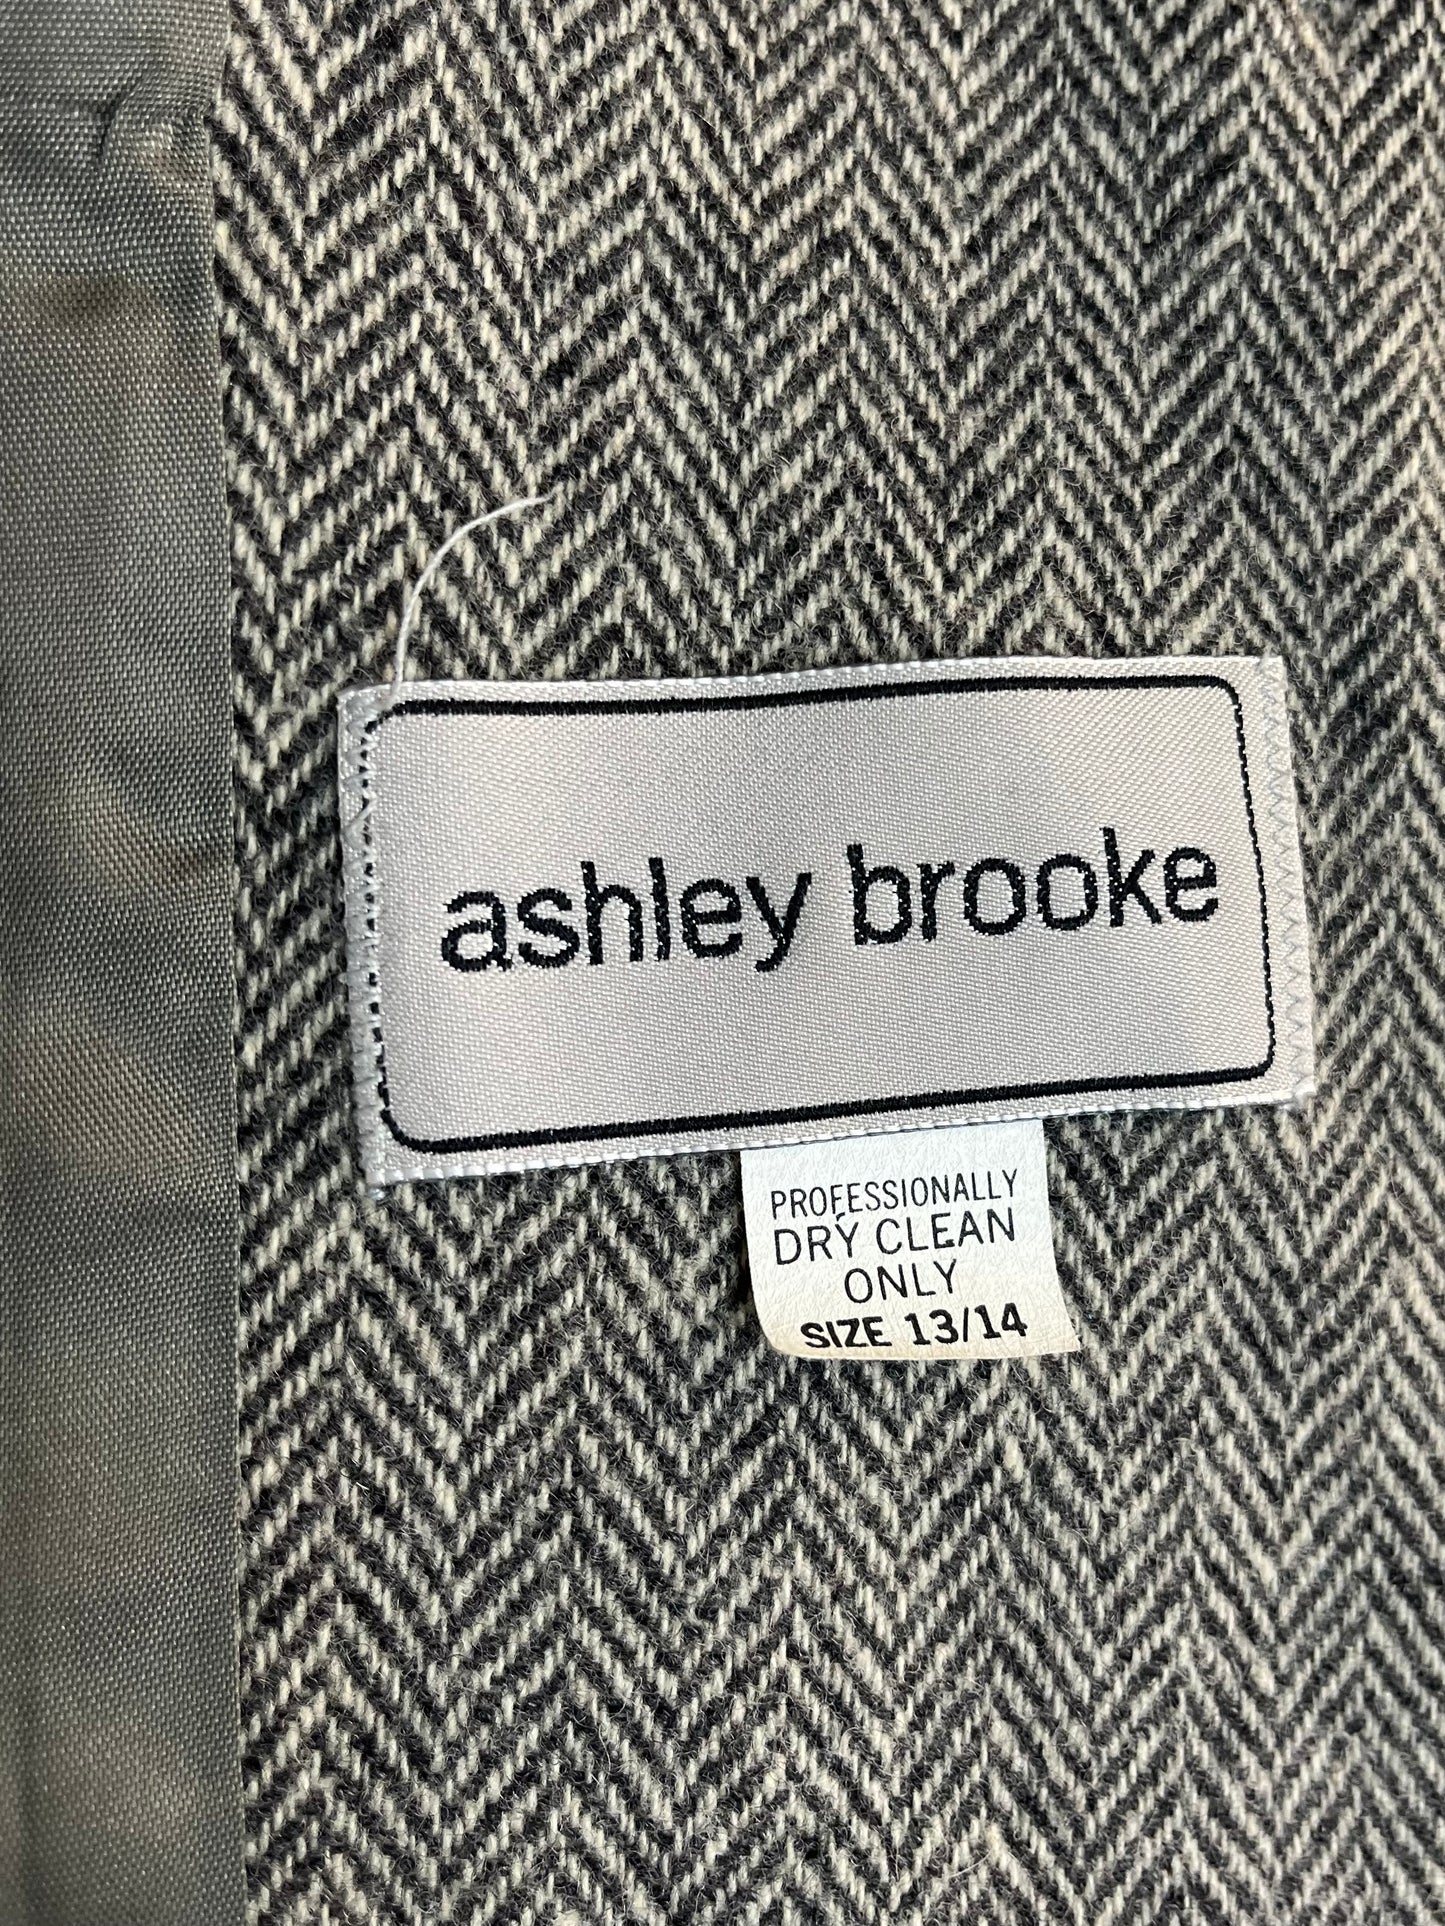 ashley brooke
PROFESSIONALLY
DRY CLEAN
ONLY
SIZE 13/14